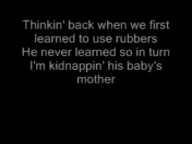 Thinkin' back when we first
learned to use rubbers
He never learned so in turn
I'm kidnappin' his baby's
mother